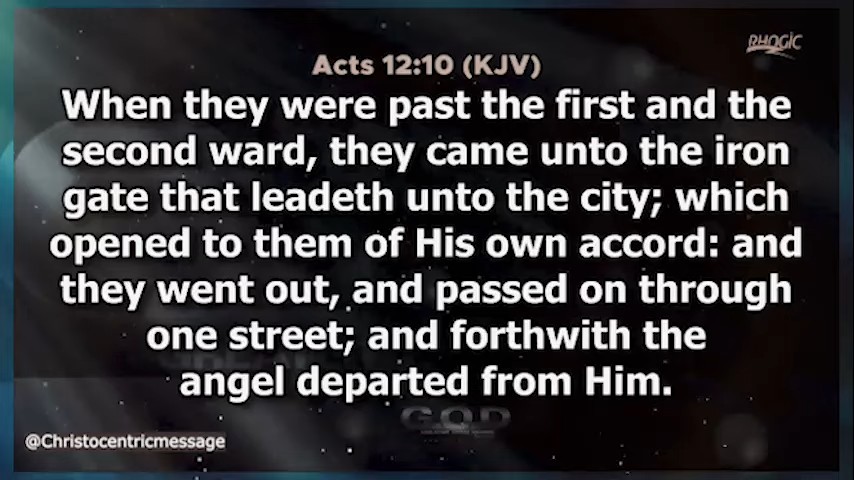 RHOGIC
Acts 12:10 (KJV)
When they were past the first and the
second ward, they came unto the iron
gate that leadeth unto the city; which
opened to them of His own accord: and
they went out, and passed on through
one street; and forthwith the
angel departed from Him.
GOD
@Christocentricmessage